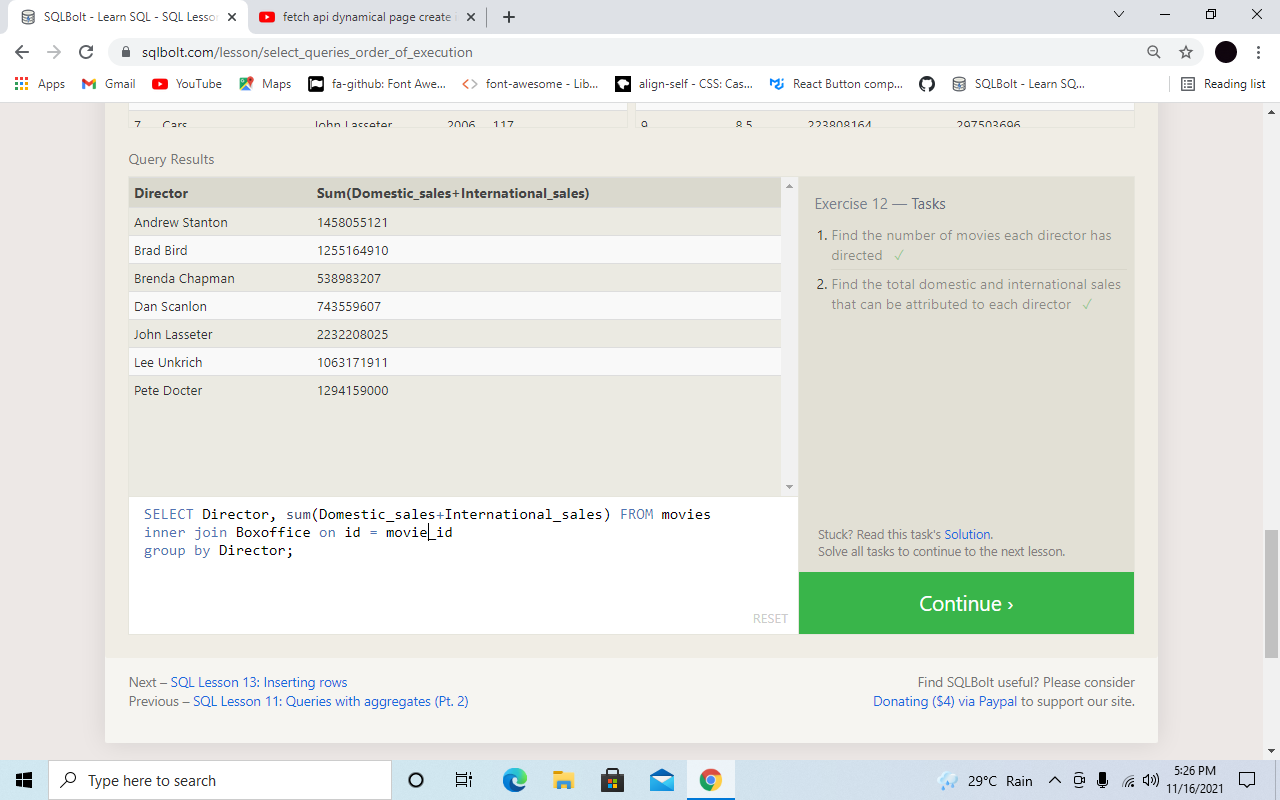 SQLBolt - Learn SQL - SQL Lesson
fetch api dynamical page create
sqlbolt.com/lesson/select_queries_order_of_execution
Apps Gmail YouTube Maps fa-github: Font Awe... font-awesome - Lib... align-self - CSS: Cas... React Button comp... SQLBolt - Learn SQ... Reading list
7 Cars John Lasseter 2006 117 9 8.5 223808164 297503696
Query Results
Director Sum(Domestic_sales+International_sales)
Andrew Stanton 1458055121
Brad Bird 1255164910
Brenda Chapman 538983207
Dan Scanlon 743559607
John Lasseter 2232208025
Lee Unkrich 1063171911
Pete Docter 1294159000
Exercise 12 — Tasks
1. Find the number of movies each director has
directed ✓
2. Find the total domestic and international sales
that can be attributed to each director ✓
SELECT Director, sum(Domestic_sales+International_sales) FROM movies
inner join Boxoffice on id = movie_id
group by Director;
RESET
Stuck? Read this task's Solution.
Solve all tasks to continue to the next lesson.
Continue ›
Next – SQL Lesson 13: Inserting rows
Previous – SQL Lesson 11: Queries with aggregates (Pt. 2)
Find SQLBolt useful? Please consider
Donating ($4) via Paypal to support our site.
Type here to search
29°C Rain
5:26 PM
11/16/2021